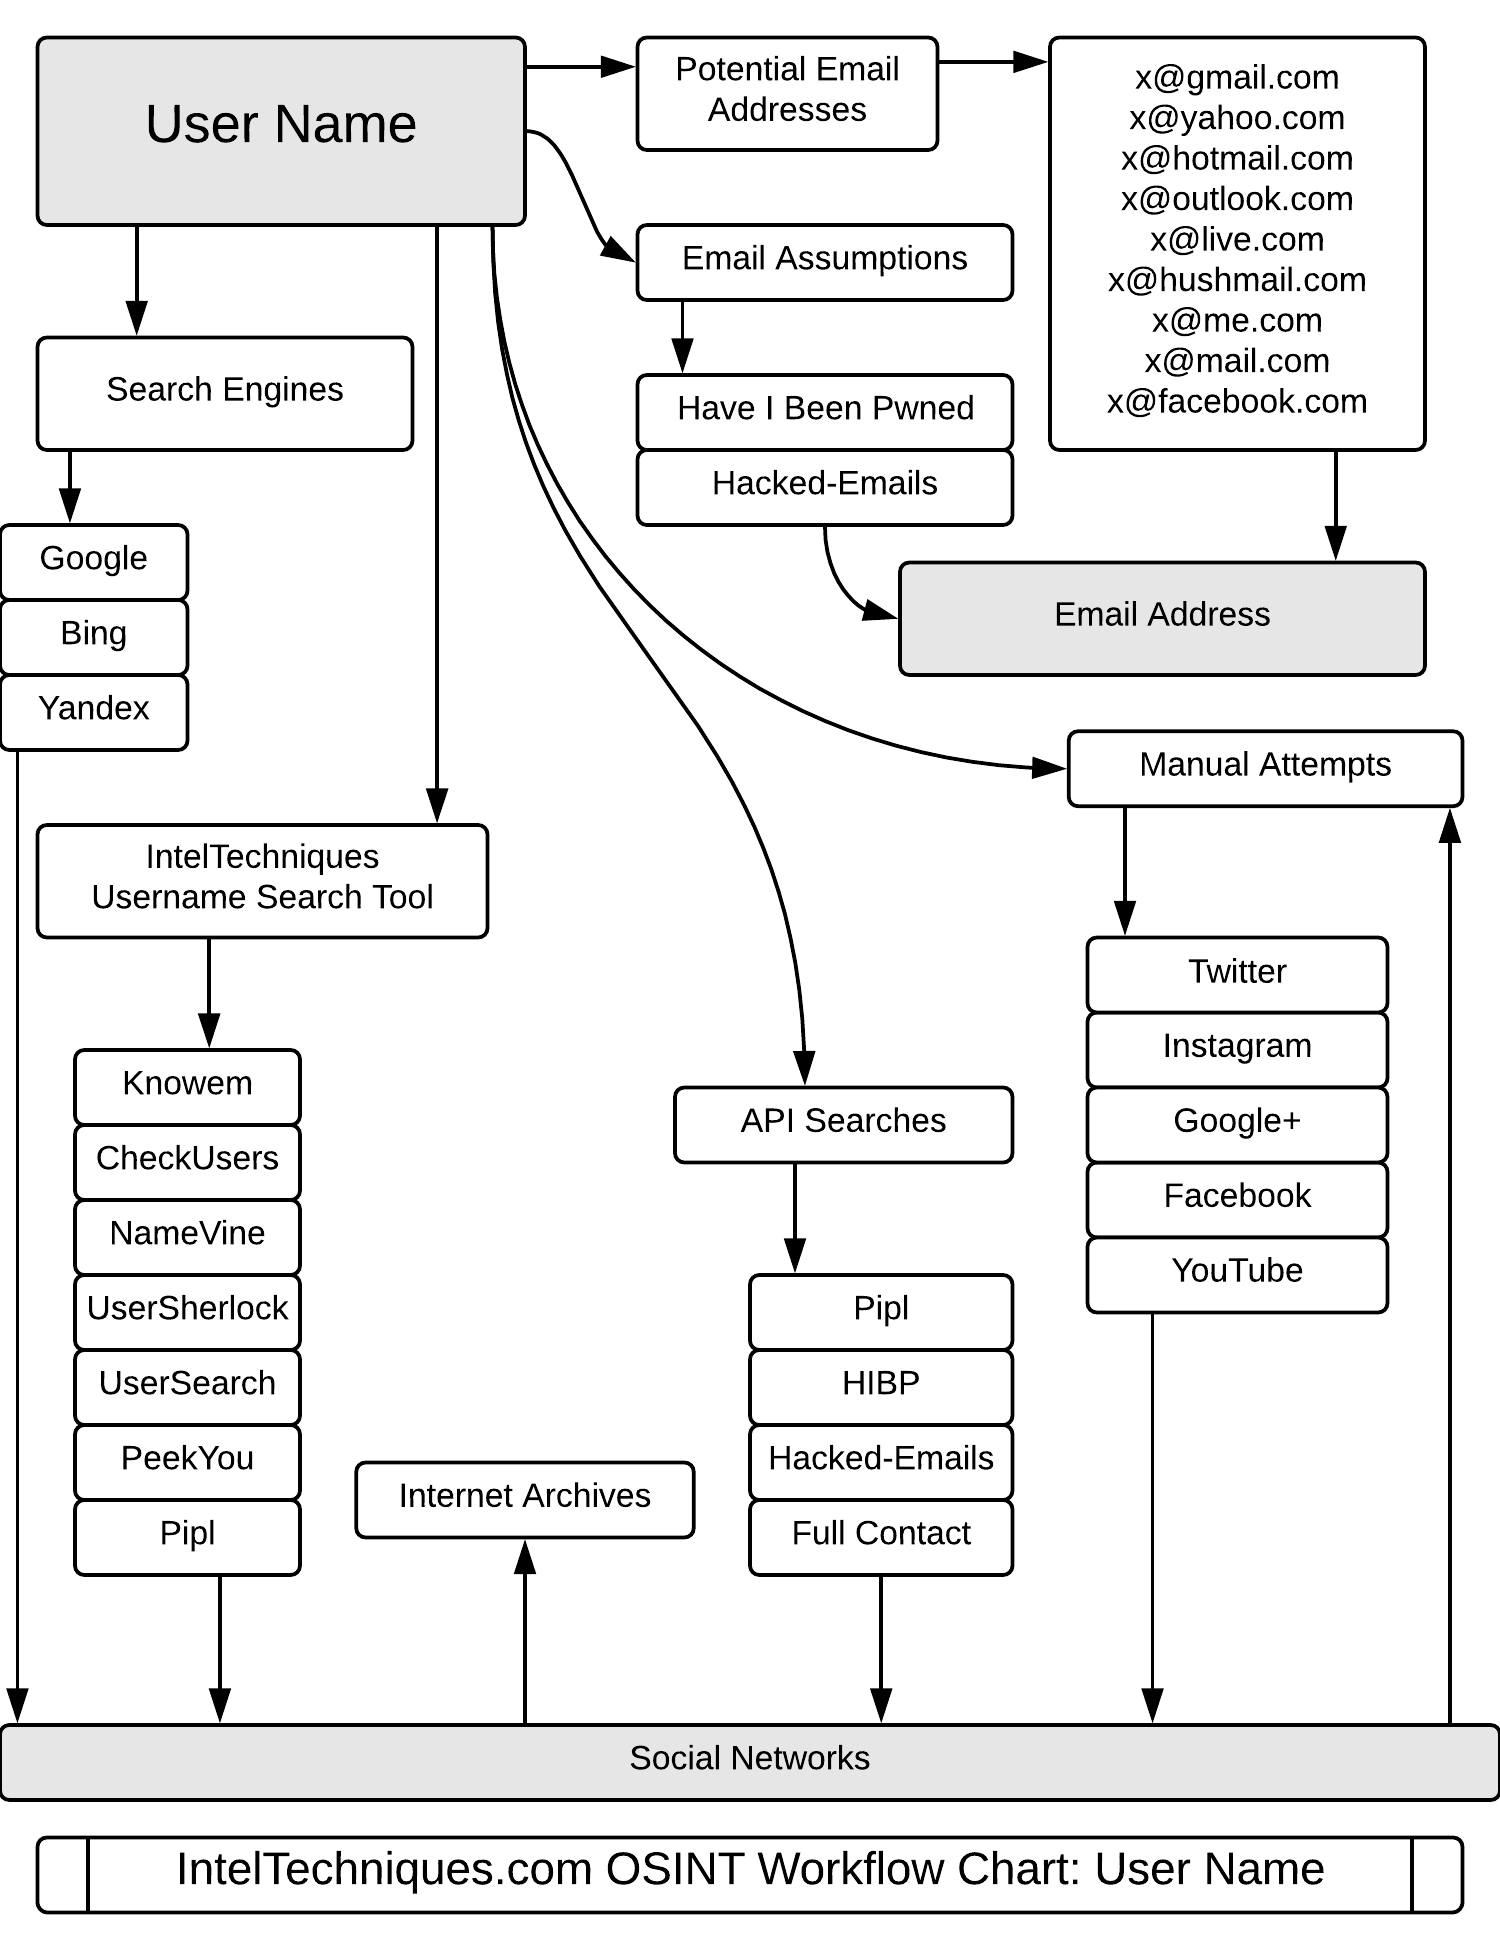 User Name
Potential Email
Addresses
x@gmail.com
x@yahoo.com
x@hotmail.com
x@outlook.com
x@live.com
x@hushmail.com
x@me.com
x@mail.com
x@facebook.com
Email Assumptions
Have I Been Pwned
Hacked-Emails
Email Address
Search Engines
Google
Bing
Yandex
IntelTechniques
Username Search Tool
Knowem
CheckUsers
NameVine
UserSherlock
UserSearch
PeekYou
Pipl
Internet Archives
API Searches
Pipl
HIBP
Hacked-Emails
Full Contact
Manual Attempts
Twitter
Instagram
Google+
Facebook
YouTube
Social Networks
IntelTechniques.com OSINT Workflow Chart: User Name